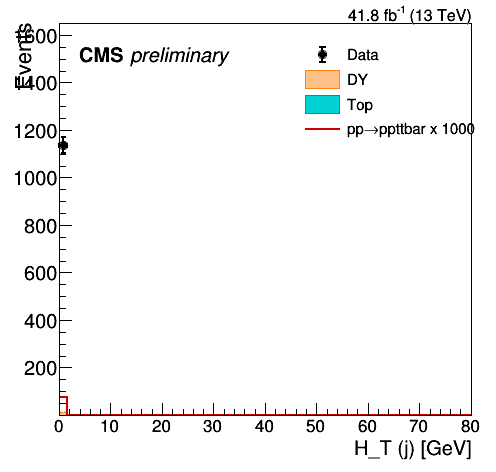 41.8 fb-1 (13 TeV)
Events
CMS preliminary
Data
DY
Top
pp→ppttbar x 1000
1600
1400
1200
1000
800
600
400
200
0 10 20 30 40 50 60 70 80
H_T (j) [GeV]